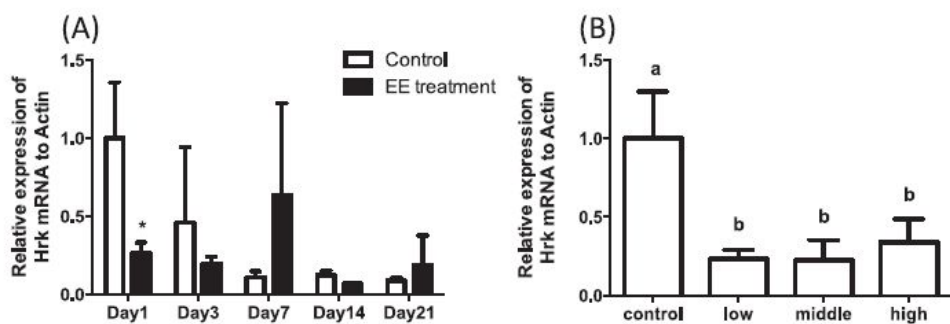 (A)
Relative expression of
Hrk mRNA to Actin
1.5
1.0
0.5
0.0
Control
EE treatment
*
Day1 Day3 Day7 Day14 Day21
(B)
Relative expression of
Hrk mRNA to Actin
1.5
1.0
0.5
0.0
a
b b b
control low middle high